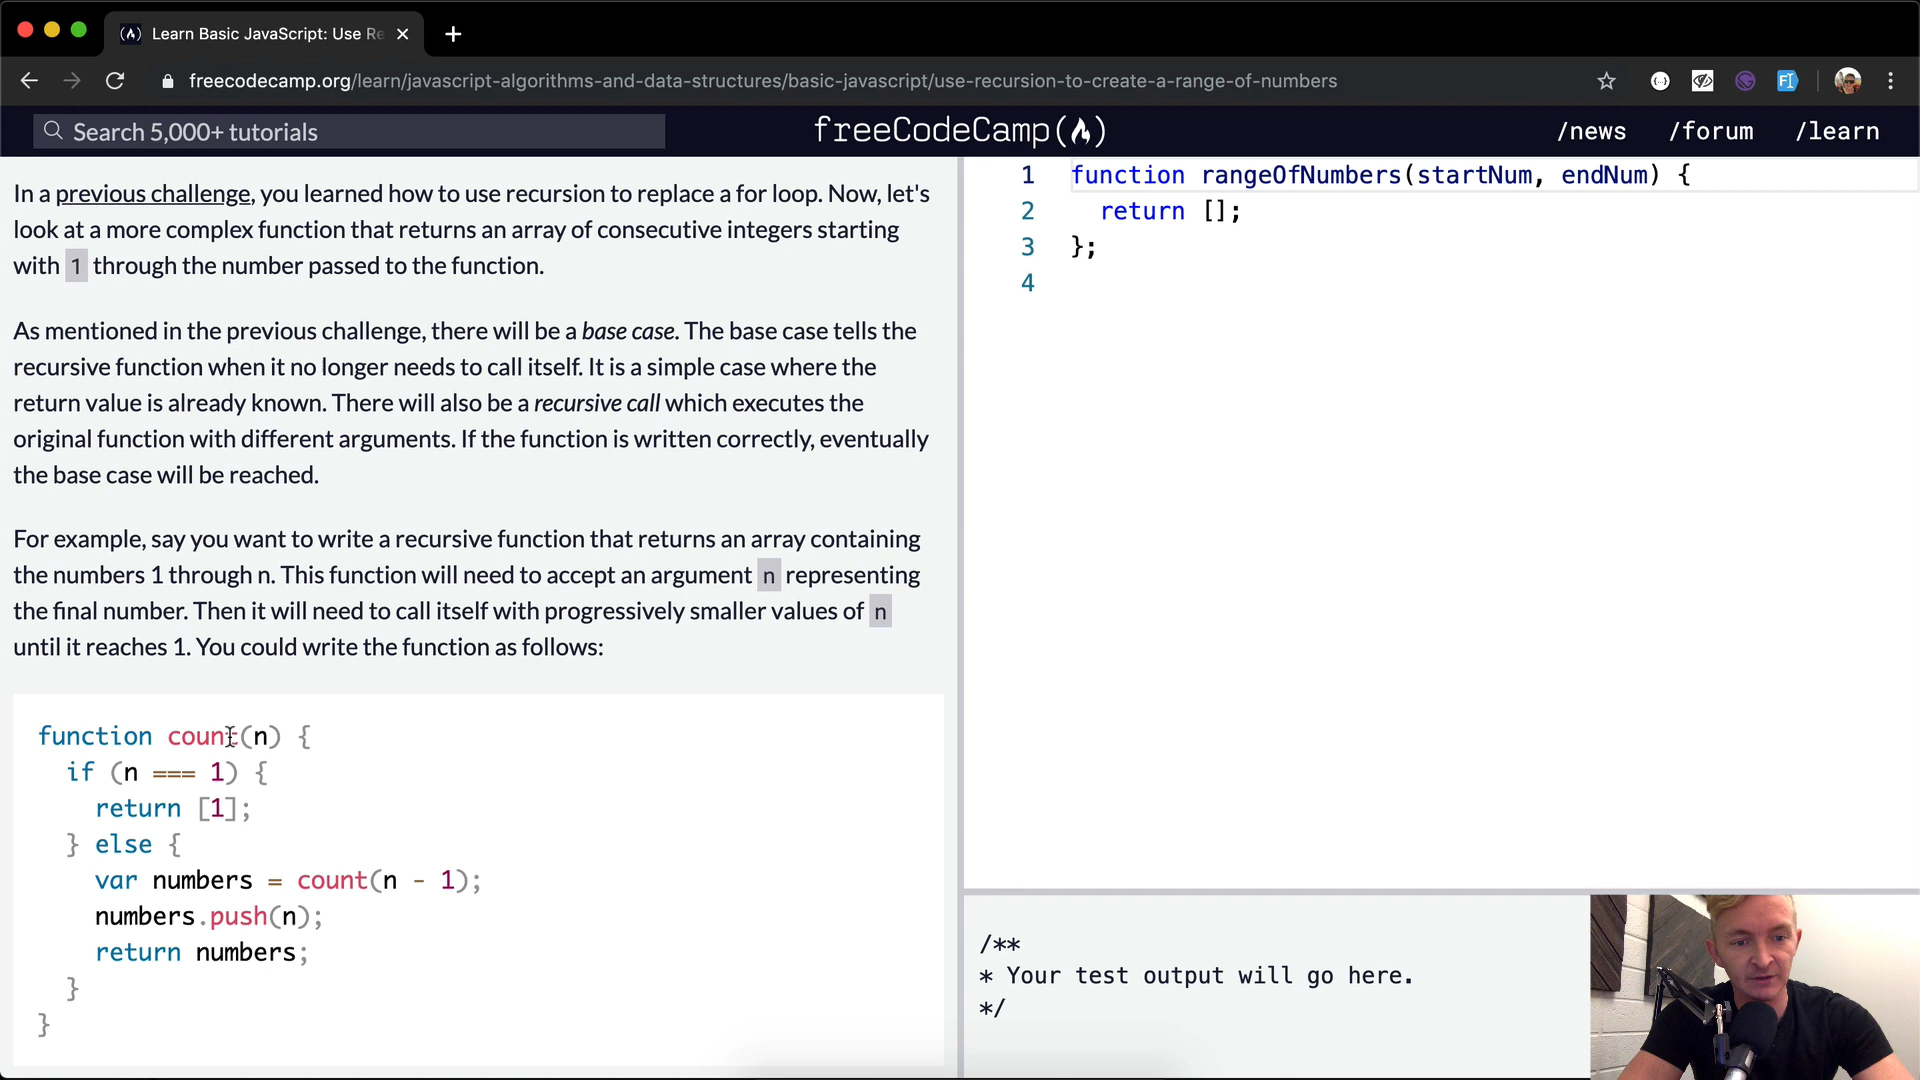 Learn Basic JavaScript: Use Re
freecodecamp.org/learn/javascript-algorithms-and-data-structures/basic-javascript/use-recursion-to-create-a-range-of-numbers
Search 5,000+ tutorials
freeCodeCamp
/news /forum /learn
In a previous challenge, you learned how to use recursion to replace a for loop. Now, let's
look at a more complex function that returns an array of consecutive integers starting
with 1 through the number passed to the function.
As mentioned in the previous challenge, there will be a base case. The base case tells the
recursive function when it no longer needs to call itself. It is a simple case where the
return value is already known. There will also be a recursive call which executes the
original function with different arguments. If the function is written correctly, eventually
the base case will be reached.
For example, say you want to write a recursive function that returns an array containing
the numbers 1 through n. This function will need to accept an argument n representing
the final number. Then it will need to call itself with progressively smaller values of n
until it reaches 1. You could write the function as follows:
function count(n) {
if (n === 1) {
return [1];
} else {
var numbers = count(n - 1);
numbers.push(n);
return numbers;
}
}
1 function rangeOfNumbers(startNum, endNum) {
2 return [];
3 };
4
/**
* Your test output will go here.
*/